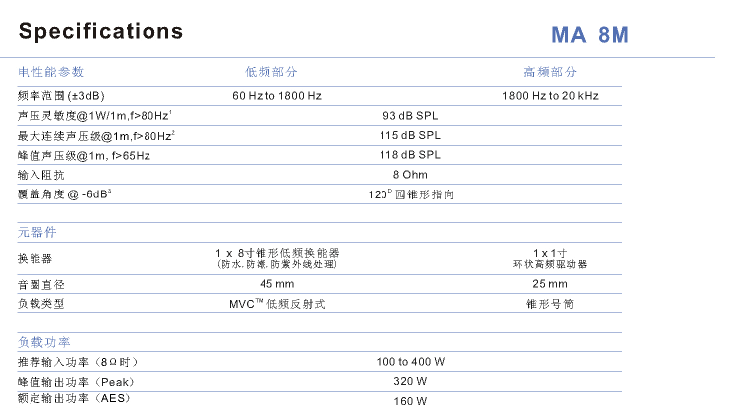 Specifications
MA 8M
电性能参数 低频部分 高频部分
频率范围(±3dB) 60 Hz to 1800 Hz 1800 Hz to 20 kHz
声压灵敏度@1W/1m,f>80Hz¹ 93 dB SPL
最大连续声压级@1m,f>80Hz² 115 dB SPL
峰值声压级@1m, f>65Hz 118 dB SPL
输入阻抗 8 Ohm
覆盖角度@ -6dB³ 120° 圆锥形指向
元器件
换能器 1 x 8寸锥形低频换能器 1 x 1寸
(防水,防潮,防紫外线处理) 环状高频驱动器
音圈直径 45 mm 25 mm
负载类型 MVC™ 低频反射式 锥形号筒
负载功率
推荐输入功率（8Ω时） 100 to 400 W
峰值输出功率（Peak） 320 W
额定输出功率（AES） 160 W